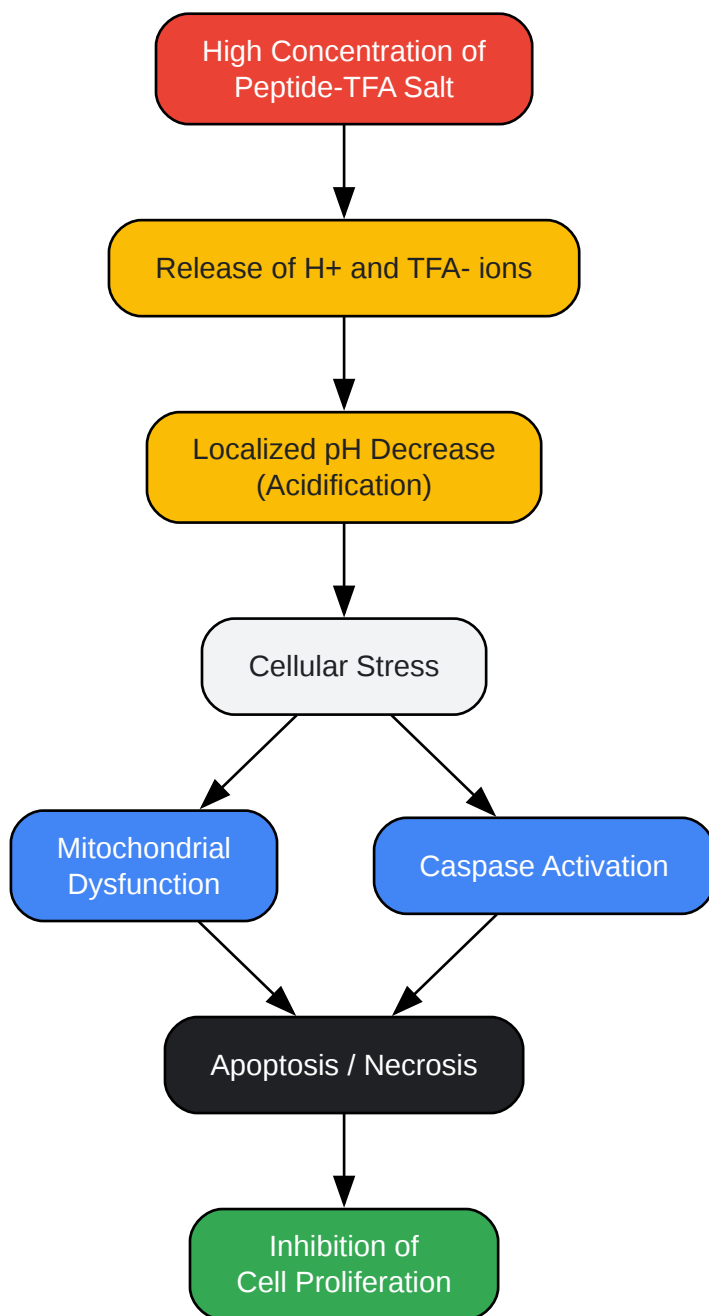 High Concentration of
Peptide-TFA Salt
Release of H+ and TFA- ions
Localized pH Decrease
(Acidification)
Cellular Stress
Mitochondrial
Dysfunction
Caspase Activation
Apoptosis / Necrosis
Inhibition of
Cell Proliferation